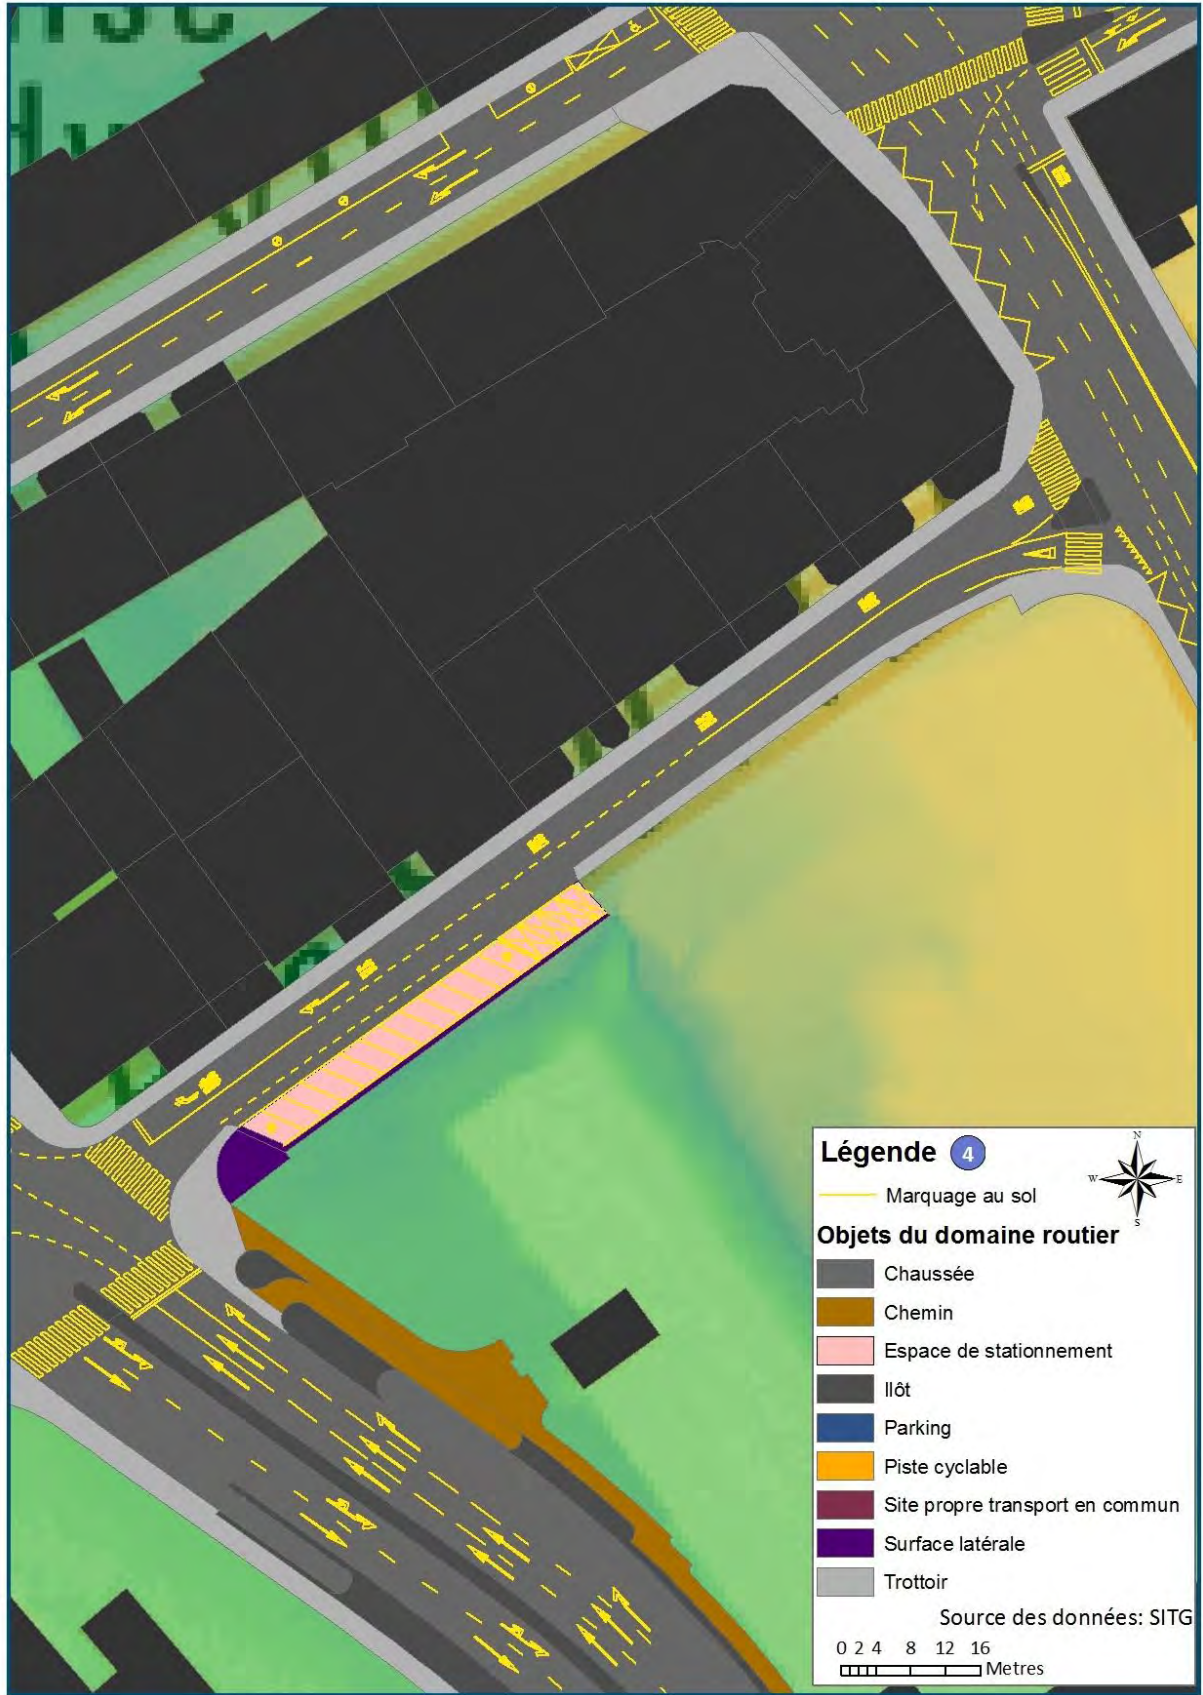 Légende 4
N
W E
S
Marquage au sol
Objets du domaine routier
Chaussée
Chemin
Espace de stationnement
Ilôt
Parking
Piste cyclable
Site propre transport en commun
Surface latérale
Trottoir
Source des données: SITG
0 2 4 8 12 16
Metres